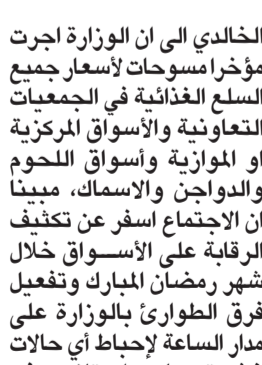 الخالدي الى ان الوزارة اجرت
مؤخرا مسوحات لأسعار جميع
السلع الغذائية في الجمعيات
التعاونية والأسواق المركزية
او الموازية وأسواق اللحوم
والدواجن والاسماك، مبينا
ان الاجتماع اسفر عن تكثيف
الرقابة على الأســواق خلال
شهر رمضان المبارك وتفعيل
فرق الطوارئ بالوزارة على
مدار الساعة لإحباط أي حالات